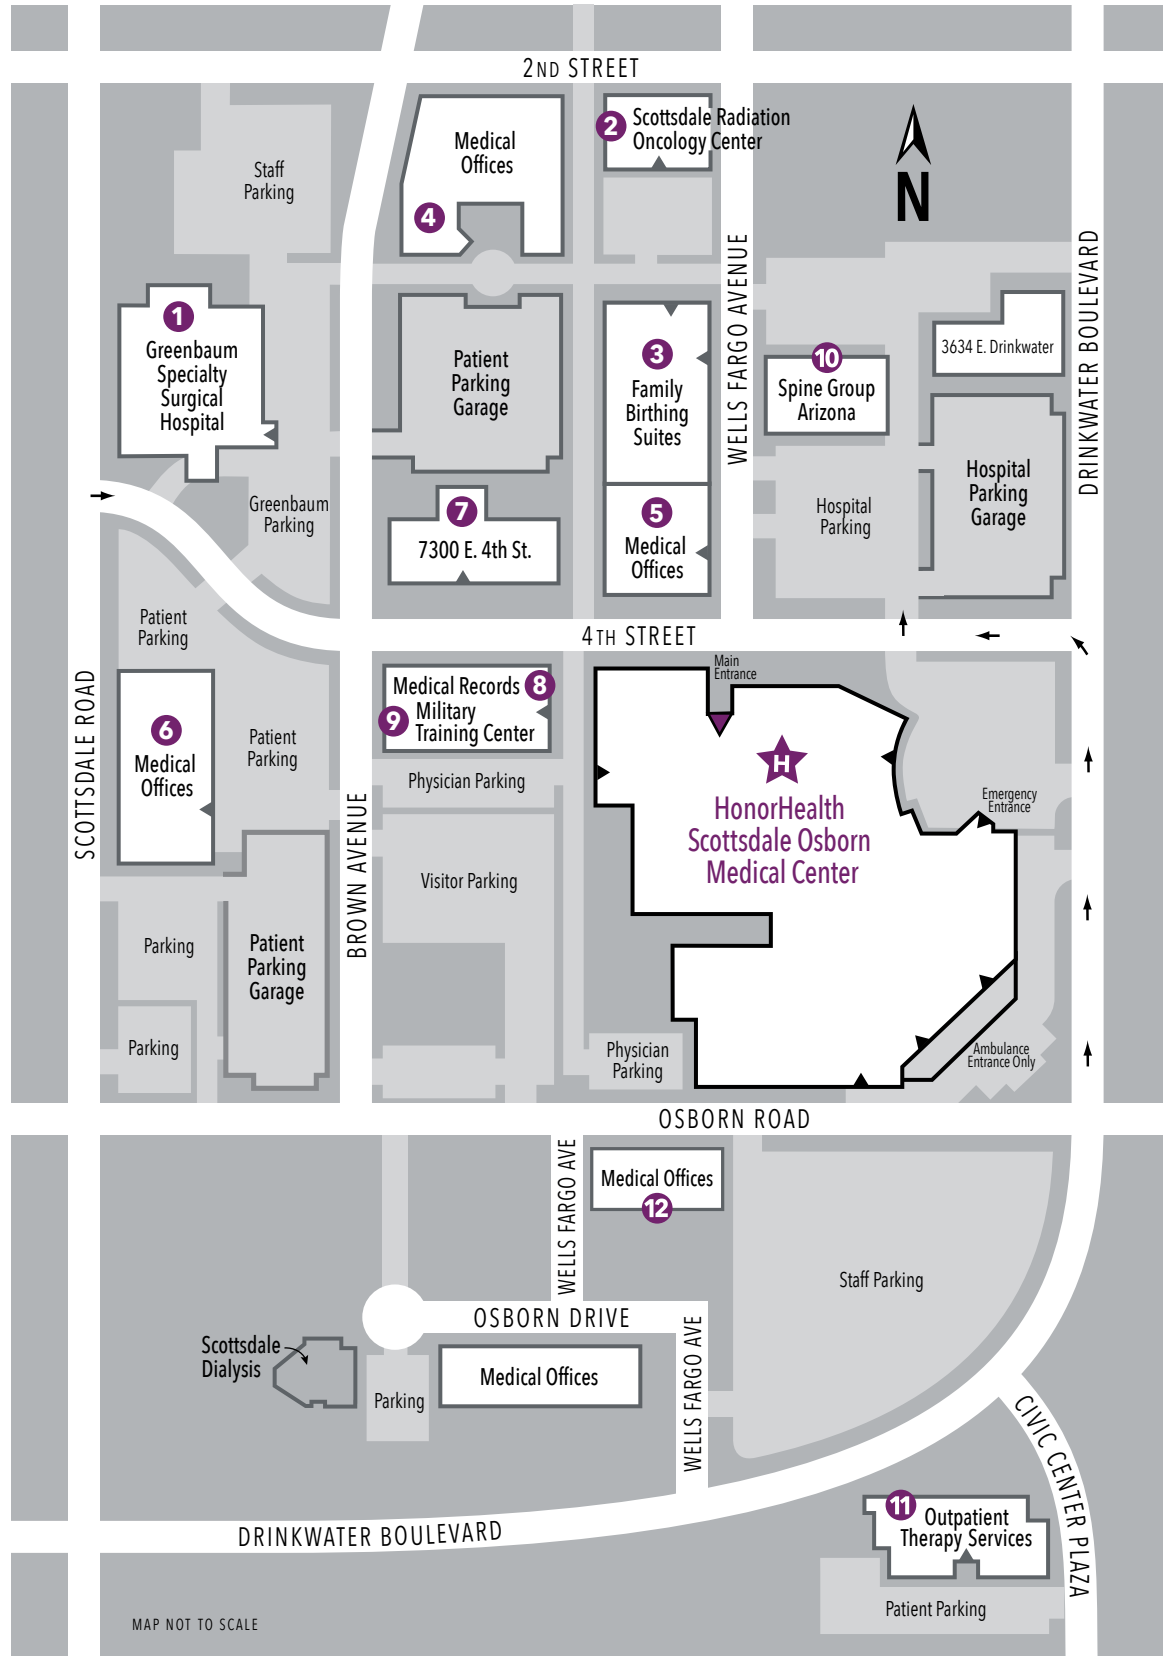 2ND STREET
Medical
Offices
4
2
Scottsdale Radiation
Oncology Center
Staff
Parking
N
WELLS FARGO AVENUE
DRINKWATER BOULEVARD
1
Greenbaum
Specialty
Surgical
Hospital
Patient
Parking
Garage
3
Family
Birthing
Suites
10
Spine Group
Arizona
3634 E. Drinkwater
Greenbaum
Parking
7
7300 E. 4th St.
5
Medical
Offices
Hospital
Parking
Hospital
Parking
Garage
Patient
Parking
4TH STREET
SCOTTSDALE ROAD
6
Medical
Offices
Patient
Parking
Medical Records
8
9
Military
Training Center
Main
Entrance
H
HonorHealth
Scottsdale Osborn
Medical Center
Emergency
Entrance
Physician Parking
BROWN AVENUE
Visitor Parking
Parking
Patient
Parking
Garage
Parking
Physician
Parking
Ambulance
Entrance Only
OSBORN ROAD
WELLS FARGO AVE
Medical Offices
12
Staff Parking
OSBORN DRIVE
Scottsdale
Dialysis
Parking
Medical Offices
WELLS FARGO AVE
CIVIC CENTER PLAZA
DRINKWATER BOULEVARD
11
Outpatient
Therapy Services
Patient Parking
MAP NOT TO SCALE